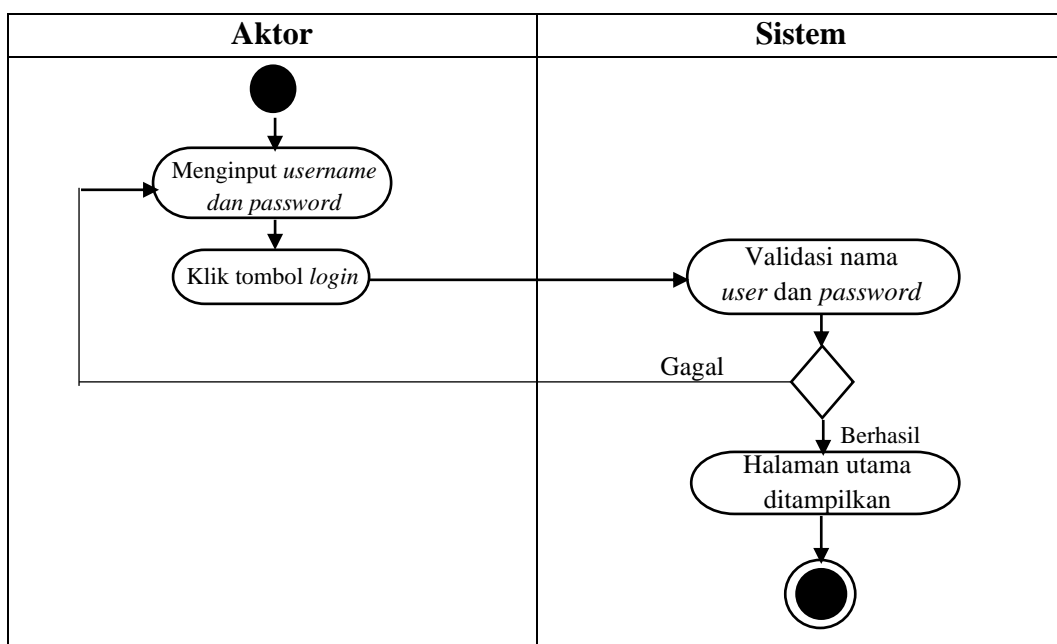 Aktor
Sistem
Menginput username
dan password
Klik tombol login
Validasi nama
user dan password
Gagal
Berhasil
Halaman utama
ditampilkan